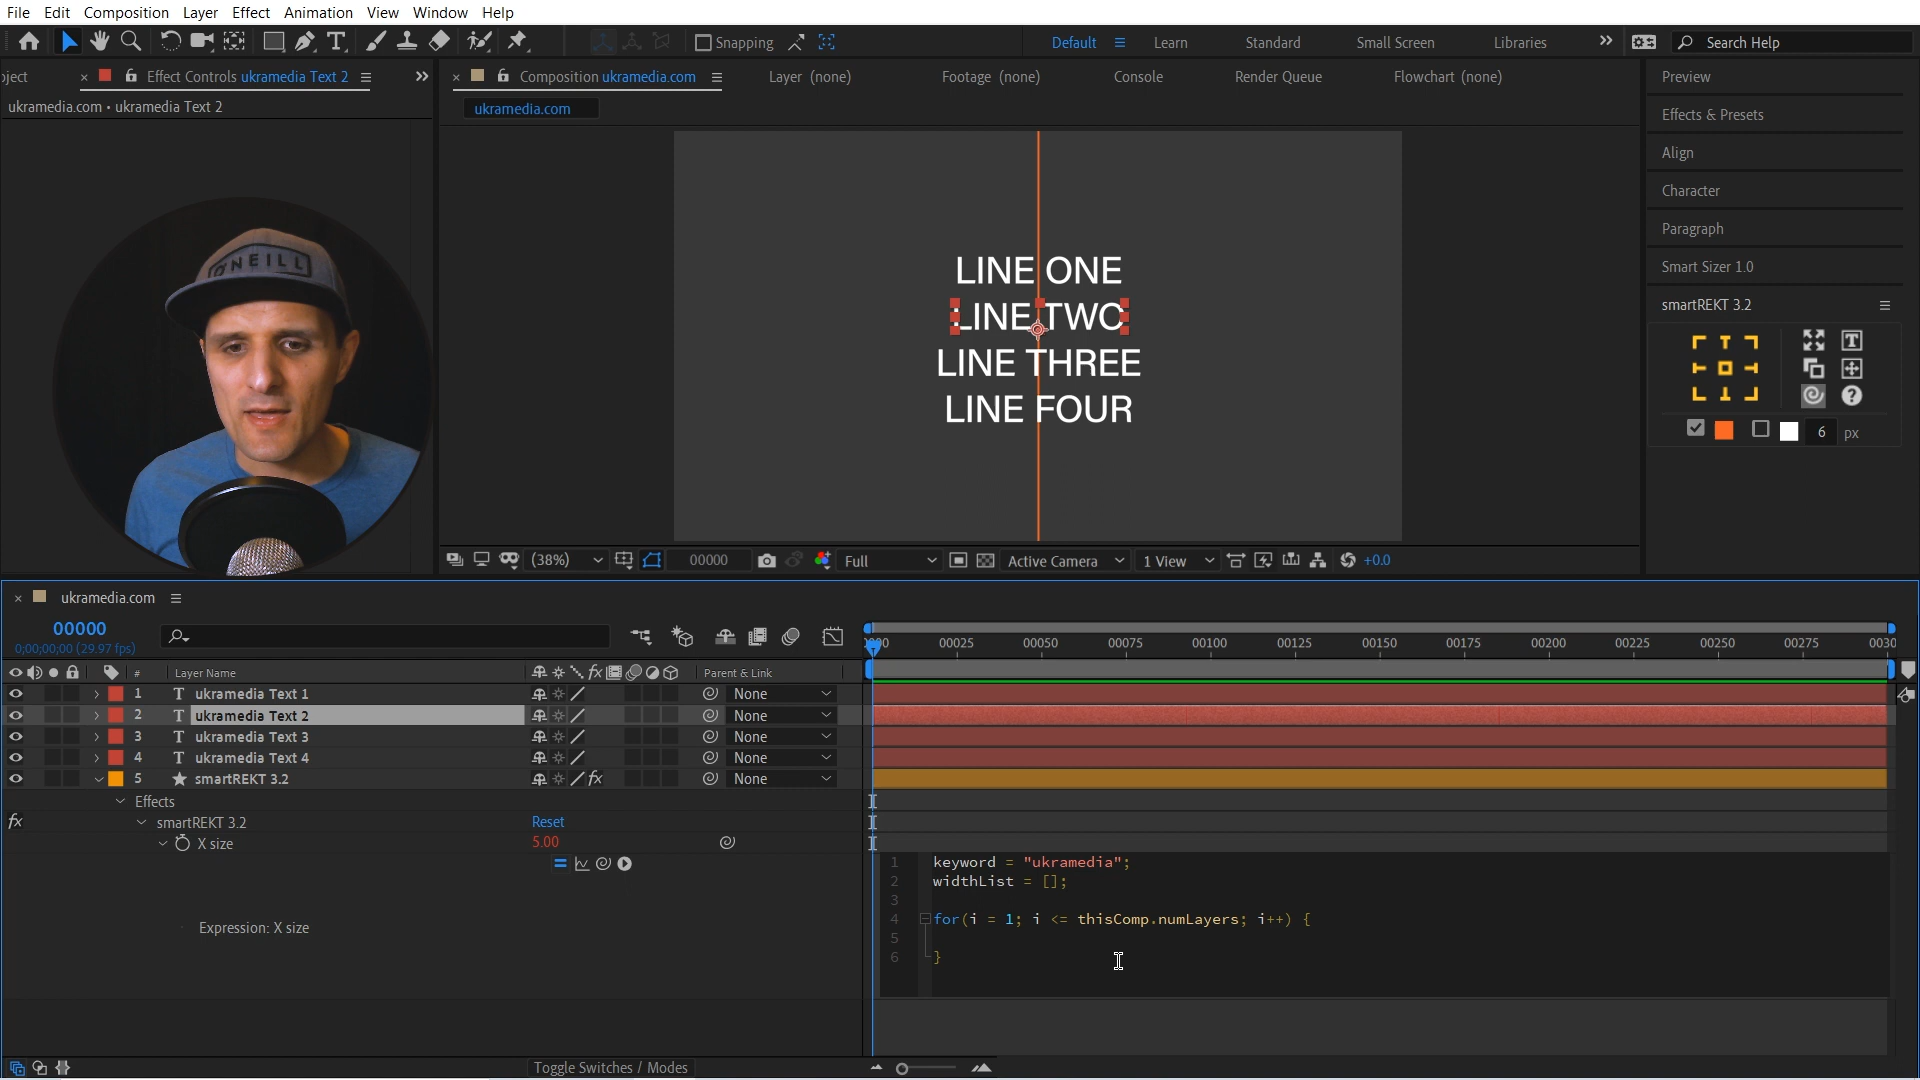 File Edit Composition Layer Effect Animation View Window Help
Snapping Default Learn Standard Small Screen Libraries Search Help
ject Effect Controls ukramedia Text 2 Composition ukramedia.com Layer (none) Footage (none) Console Render Queue Flowchart (none) Preview
ukramedia.com • ukramedia Text 2
ukramedia.com
Effects & Presets
Align
Character
Paragraph
Smart Sizer 1.0
smartREKT 3.2
6 px
O'NEILL
LINE ONE
LINE TWO
LINE THREE
LINE FOUR
(38%) 00000 Full Active Camera 1 View +0.0
ukramedia.com
00000
0;00;00;00 (29.97 fps)
00025 00050 00075 00100 00125 00150 00175 00200 00225 00250 00275 0030
# Layer Name Parent & Link
1 ukramedia Text 1 None
2 ukramedia Text 2 None
3 ukramedia Text 3 None
4 ukramedia Text 4 None
5 smartREKT 3.2 fx None
Effects
fx smartREKT 3.2 Reset
X size 5.00
Expression: X size
1 keyword = "ukramedia";
2 widthList = [];
3
4 for(i = 1; i <= thisComp.numLayers; i++) {
5
6 }
Toggle Switches / Modes